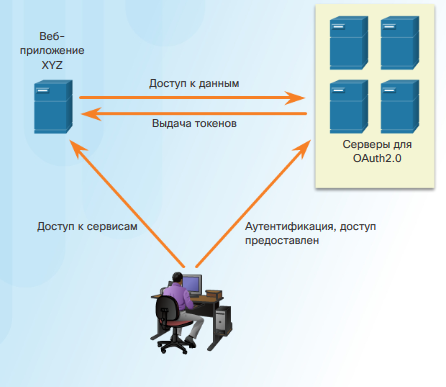 Веб-
приложение
XYZ
Доступ к данным
Выдача токенов
Серверы для
OAuth2.0
Доступ к сервисам
Аутентификация, доступ
предоставлен